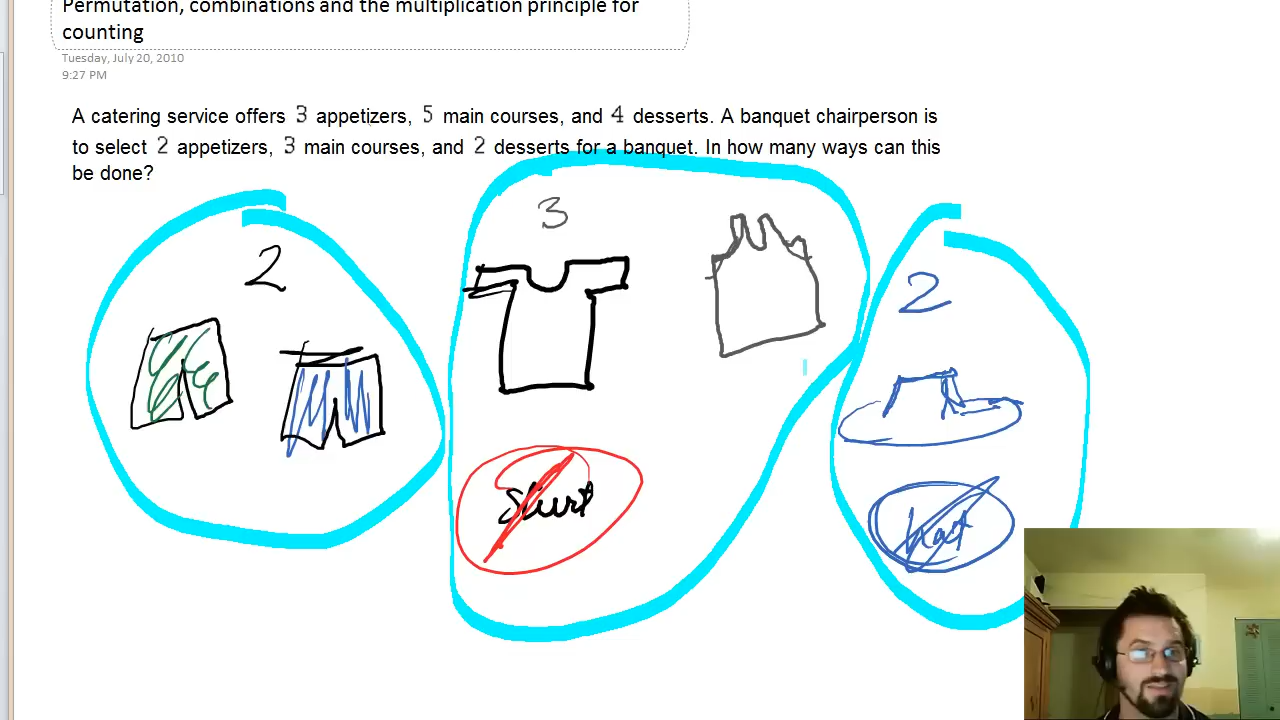 Permutation, combinations and the multiplication principle for
counting
Tuesday, July 20, 2010
9:27 PM
A catering service offers 3 appetizers, 5 main courses, and 4 desserts. A banquet chairperson is
to select 2 appetizers, 3 main courses, and 2 desserts for a banquet. In how many ways can this
be done?
2
3
2
Shirt
hat